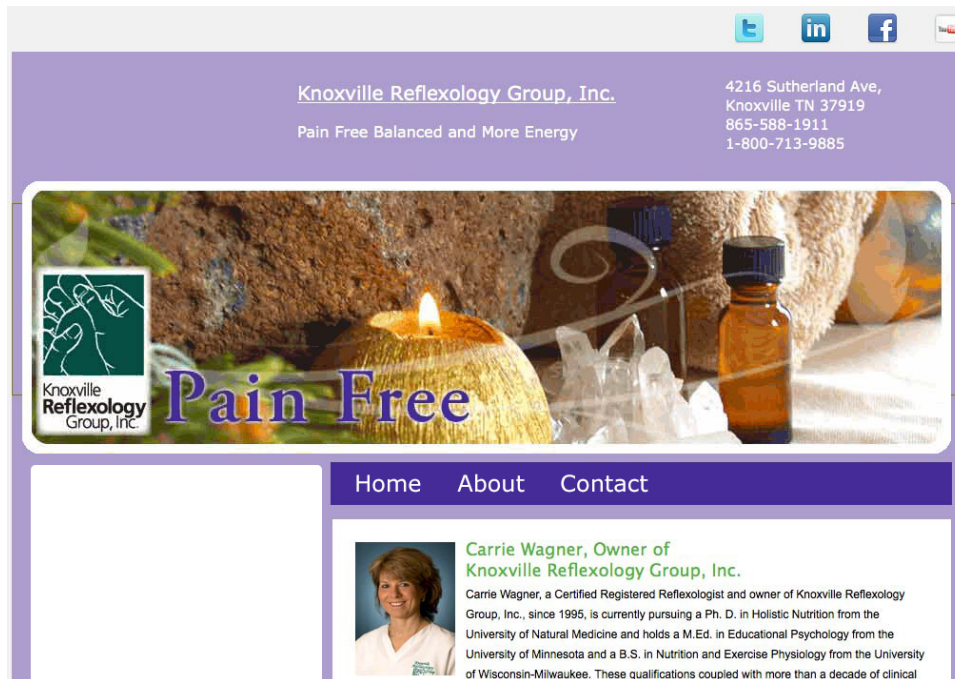 Knoxville Reflexology Group, Inc.
Pain Free Balanced and More Energy
4216 Sutherland Ave,
Knoxville TN 37919
865-588-1911
1-800-713-9885
Knoxville
Reflexology
Group, Inc.
Pain Free
Home About Contact
Carrie Wagner, Owner of
Knoxville Reflexology Group, Inc.
Carrie Wagner, a Certified Registered Reflexologist and owner of Knoxville Reflexology
Group, Inc., since 1995, is currently pursuing a Ph. D. in Holistic Nutrition from the
University of Natural Medicine and holds a M.Ed. in Educational Psychology from the
University of Minnesota and a B.S. in Nutrition and Exercise Physiology from the University
of Wisconsin-Milwaukee. These qualifications coupled with more than a decade of clinical